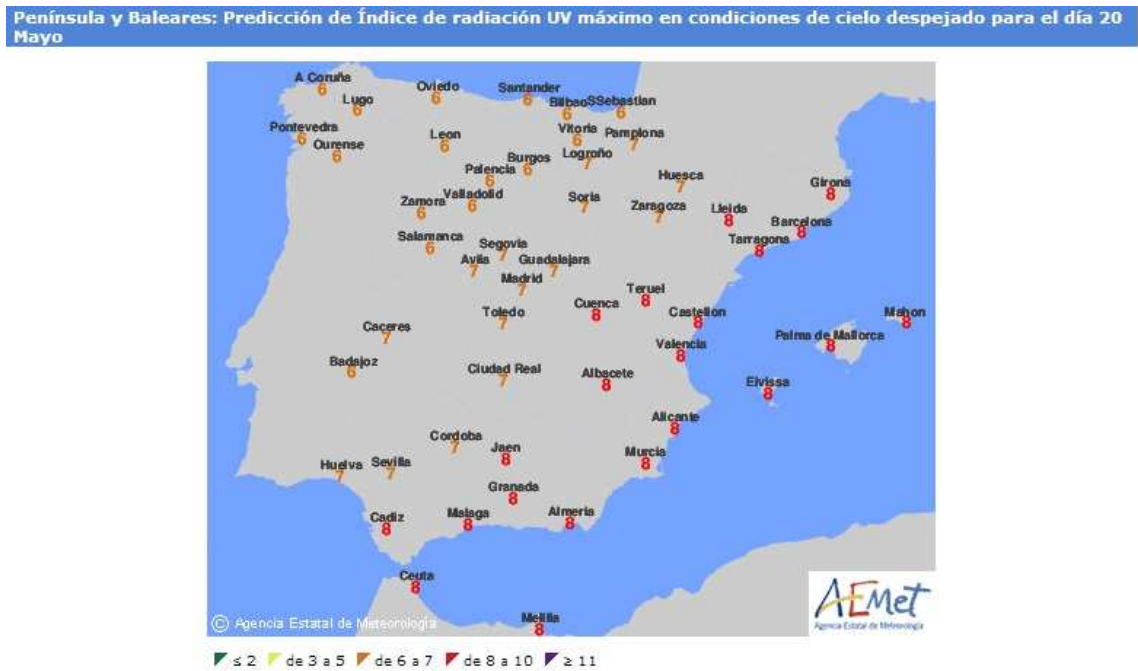 Península y Baleares: Predicción de Índice de radiación UV máximo en condiciones de cielo despejado para el día 20
Mayo
A Coruña
6
Lugo
6
Oviedo
6
Santander
6
Bilbao
6
SSebastian
6
Pontevedra
6
Ourense
6
Leon
6
Vitoria
6
Pamplona
7
Logroño
7
Burgos
6
Palencia
6
Huesca
7
Girona
8
Zamora
6
Valladolid
6
Soria
7
Zaragoza
7
Lleida
8
Barcelona
8
Tarragona
8
Salamanca
6
Segovia
7
Avila
7
Guadalajara
7
Madrid
7
Teruel
8
Cuenca
8
Castellon
8
Mahon
8
Toledo
7
Caceres
7
Palma de Mallorca
8
Valencia
8
Badajoz
6
Ciudad Real
7
Albacete
8
Eivissa
8
Alicante
8
Cordoba
7
Jaen
8
Murcia
8
Huelva
7
Sevilla
7
Granada
8
Cadiz
8
Malaga
8
Almeria
8
Ceuta
8
Melilla
8
© Agencia Estatal de Meteorología
AEMet
Agencia Estatal de Meteorología
≤ 2 de 3 a 5 de 6 a 7 de 8 a 10 ≥ 11